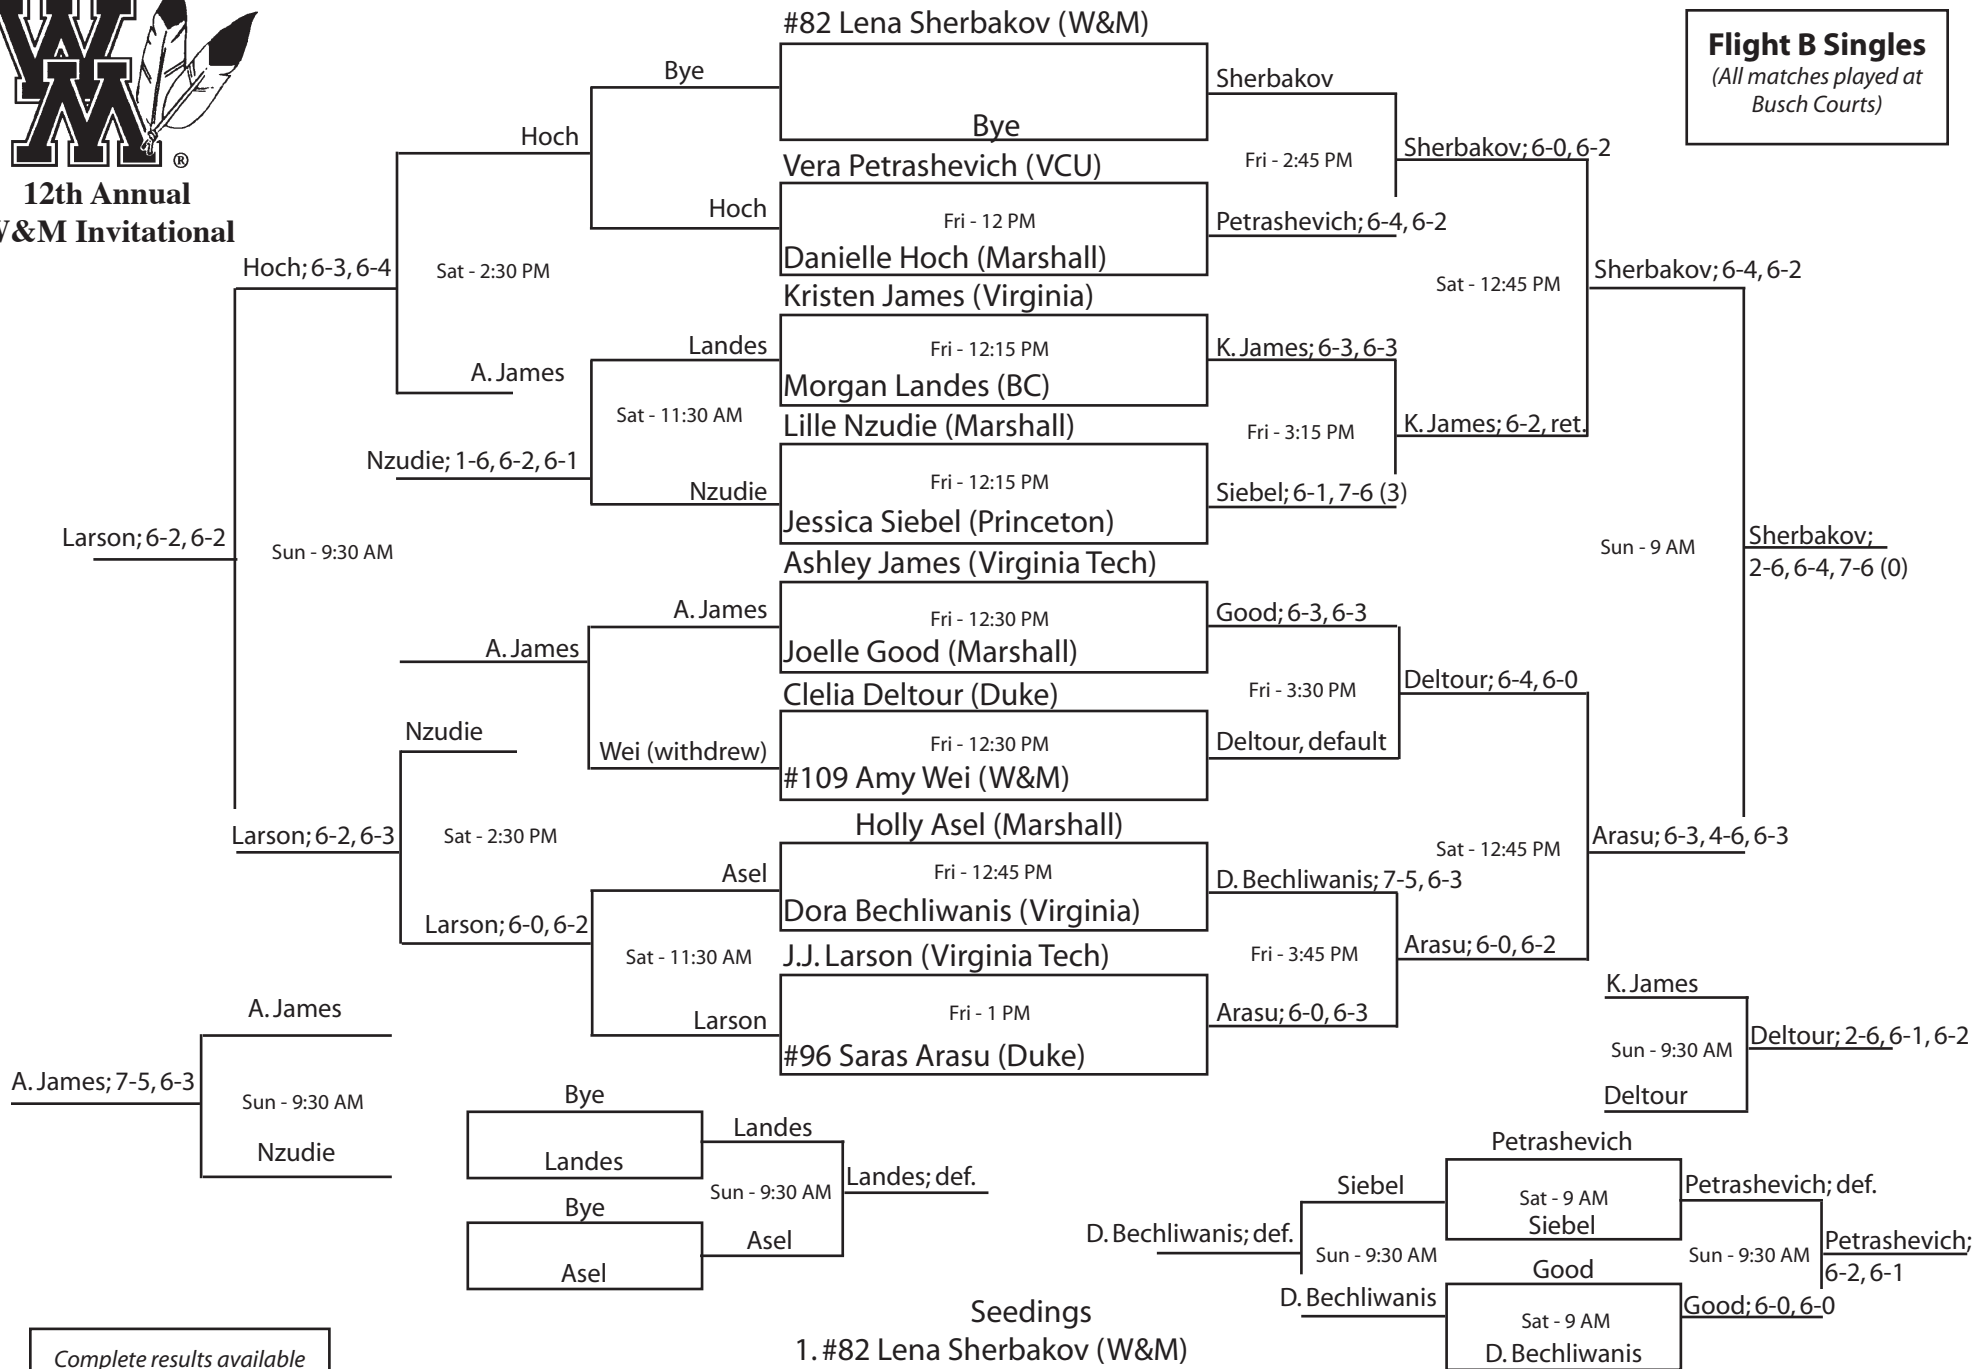 WM
®
12th Annual
W&M Invitational
Flight B Singles
(All matches played at
Busch Courts)
#82 Lena Sherbakov (W&M)
Bye
Vera Petrashevich (VCU)
Fri - 12 PM
Danielle Hoch (Marshall)
Kristen James (Virginia)
Fri - 12:15 PM
Morgan Landes (BC)
Lille Nzudie (Marshall)
Fri - 12:15 PM
Jessica Siebel (Princeton)
Ashley James (Virginia Tech)
Fri - 12:30 PM
Joelle Good (Marshall)
Clelia Deltour (Duke)
Fri - 12:30 PM
#109 Amy Wei (W&M)
Holly Asel (Marshall)
Fri - 12:45 PM
Dora Bechliwanis (Virginia)
J.J. Larson (Virginia Tech)
Fri - 1 PM
#96 Saras Arasu (Duke)
Sherbakov
Fri - 2:45 PM
Petrashevich; 6-4, 6-2
K. James; 6-3, 6-3
Fri - 3:15 PM
Siebel; 6-1, 7-6 (3)
Good; 6-3, 6-3
Fri - 3:30 PM
Deltour, default
D. Bechliwanis; 7-5, 6-3
Fri - 3:45 PM
Arasu; 6-0, 6-3
Sherbakov; 6-0, 6-2
Sat - 12:45 PM
K. James; 6-2, ret.
Deltour; 6-4, 6-0
Sat - 12:45 PM
Arasu; 6-0, 6-2
Sherbakov; 6-4, 6-2
Sun - 9 AM
Arasu; 6-3, 4-6, 6-3
Sherbakov;
2-6, 6-4, 7-6 (0)
K. James
Sun - 9:30 AM
Deltour
Deltour; 2-6, 6-1, 6-2
Bye
Hoch
Landes
Nzudie
A. James
Wei (withdrew)
Asel
Larson
Hoch
Sat - 11:30 AM
Nzudie; 1-6, 6-2, 6-1
A. James
Sat - 11:30 AM
Larson; 6-0, 6-2
Sat - 2:30 PM
A. James
Nzudie
Sat - 2:30 PM
Hoch; 6-3, 6-4
Sun - 9:30 AM
Larson; 6-2, 6-3
Larson; 6-2, 6-2
A. James
Sun - 9:30 AM
Nzudie
A. James; 7-5, 6-3
Bye
Landes
Bye
Asel
Landes
Sun - 9:30 AM
Asel
Landes; def.
Petrashevich
Sat - 9 AM
Siebel
Good
Sat - 9 AM
D. Bechliwanis
Siebel
Sun - 9:30 AM
D. Bechliwanis
D. Bechliwanis; def.
Petrashevich; def.
Sun - 9:30 AM
Good; 6-0, 6-0
Petrashevich;
6-2, 6-1
Seedings
1. #82 Lena Sherbakov (W&M)
Complete results available